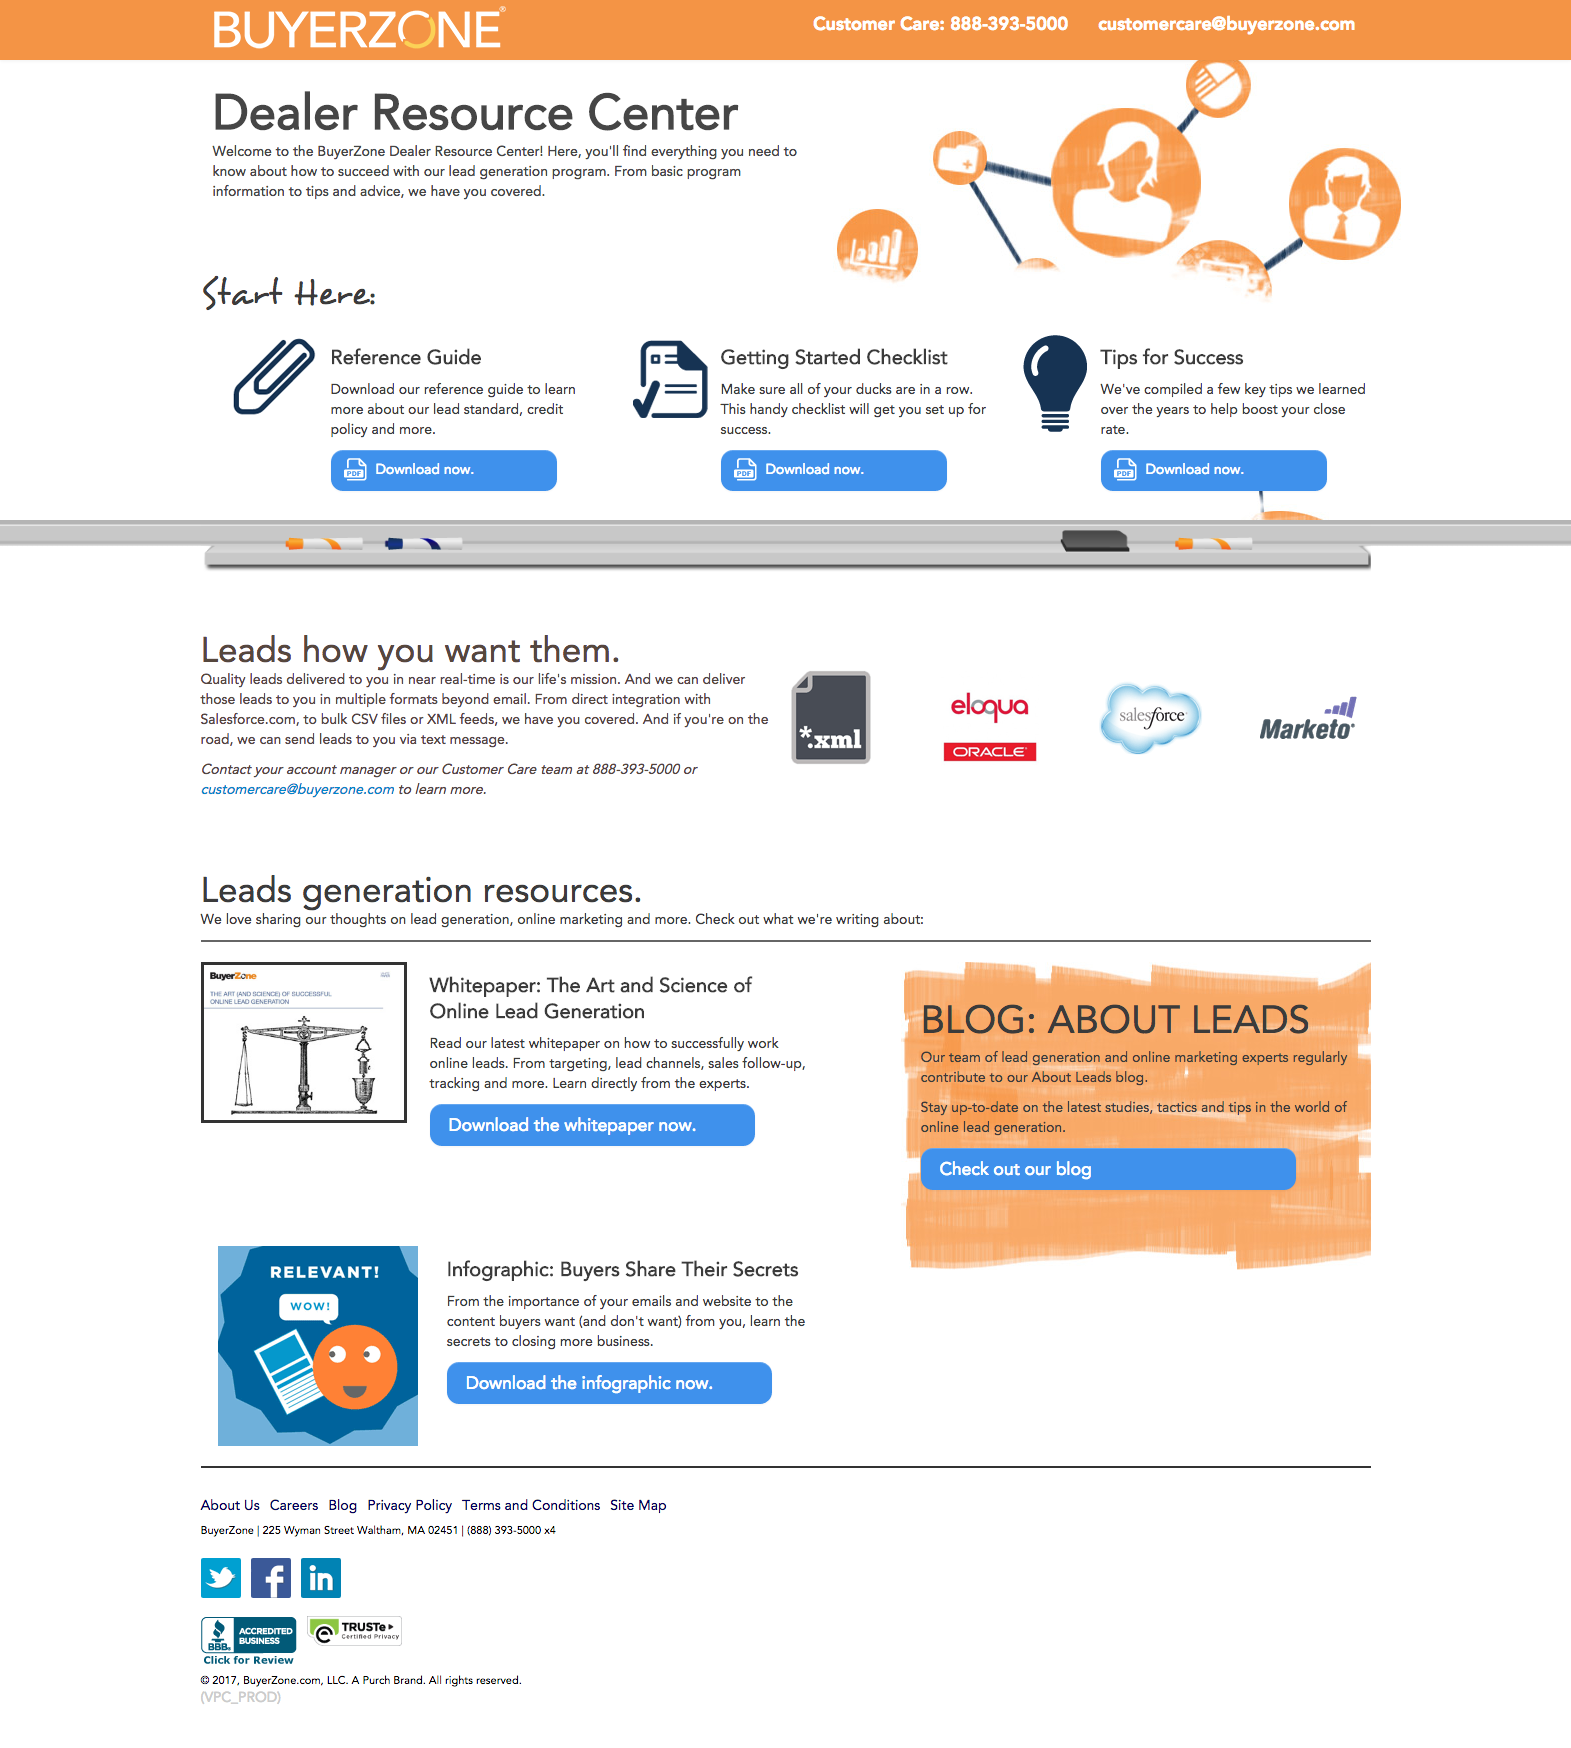 BUYERZONE®
Customer Care: 888-393-5000 customercare@buyerzone.com
Dealer Resource Center
Welcome to the BuyerZone Dealer Resource Center! Here, you'll find everything you need to
know about how to succeed with our lead generation program. From basic program
information to tips and advice, we have you covered.
Start Here:
Reference Guide
Download our reference guide to learn
more about our lead standard, credit
policy and more.
PDF Download now.
Getting Started Checklist
Make sure all of your ducks are in a row.
This handy checklist will get you set up for
success.
PDF Download now.
Tips for Success
We've compiled a few key tips we learned
over the years to help boost your close
rate.
PDF Download now.
Leads how you want them.
Quality leads delivered to you in near real-time is our life's mission. And we can deliver
those leads to you in multiple formats beyond email. From direct integration with
Salesforce.com, to bulk CSV files or XML feeds, we have you covered. And if you're on the
road, we can send leads to you via text message.
Contact your account manager or our Customer Care team at 888-393-5000 or
customercare@buyerzone.com to learn more.
*.xml
eloqua
ORACLE
salesforce
Marketo
Leads generation resources.
We love sharing our thoughts on lead generation, online marketing and more. Check out what we're writing about:
BuyerZone
THE ART (AND SCIENCE) OF SUCCESSFUL
ONLINE LEAD GENERATION
Whitepaper: The Art and Science of
Online Lead Generation
Read our latest whitepaper on how to successfully work
online leads. From targeting, lead channels, sales follow-up,
tracking and more. Learn directly from the experts.
Download the whitepaper now.
BLOG: ABOUT LEADS
Our team of lead generation and online marketing experts regularly
contribute to our About Leads blog.
Stay up-to-date on the latest studies, tactics and tips in the world of
online lead generation.
Check out our blog
RELEVANT!
WOW!
Infographic: Buyers Share Their Secrets
From the importance of your emails and website to the
content buyers want (and don't want) from you, learn the
secrets to closing more business.
Download the infographic now.
About Us Careers Blog Privacy Policy Terms and Conditions Site Map
BuyerZone | 225 Wyman Street Waltham, MA 02451 | (888) 393-5000 x4
in
BBB. ACCREDITED
BUSINESS
Click for Review
TRUSTe
Certified Privacy
© 2017, BuyerZone.com, LLC. A Purch Brand. All rights reserved.
(VPC_PROD)